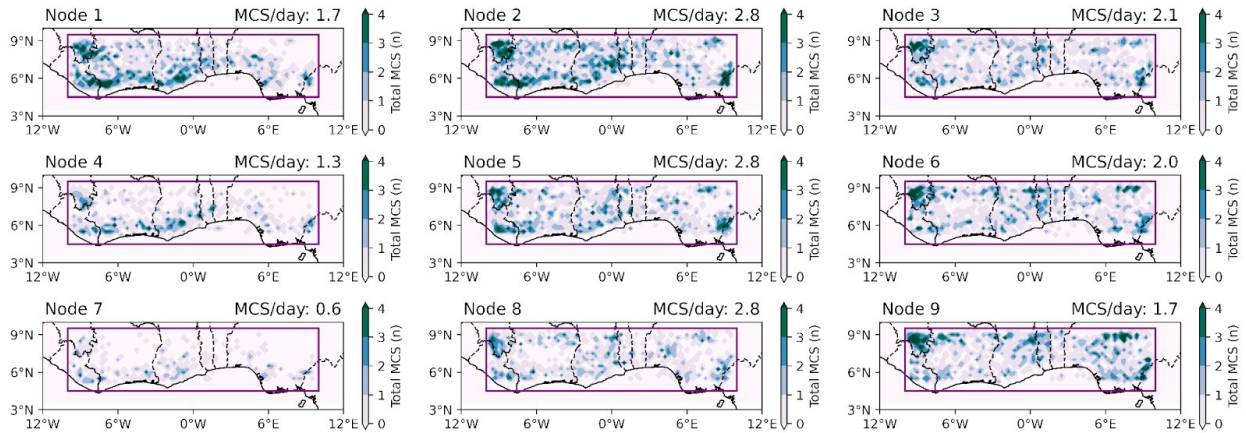 Node 1 MCS/day: 1.7
9°N
6°N
3°N
12°W 6°W 0°W 6°E 12°E
4
3
2
1
0
Total MCS (n)
Node 2 MCS/day: 2.8
9°N
6°N
3°N
12°W 6°W 0°W 6°E 12°E
4
3
2
1
0
Total MCS (n)
Node 3 MCS/day: 2.1
9°N
6°N
3°N
12°W 6°W 0°W 6°E 12°E
4
3
2
1
0
Total MCS (n)
Node 4 MCS/day: 1.3
9°N
6°N
3°N
12°W 6°W 0°W 6°E 12°E
4
3
2
1
0
Total MCS (n)
Node 5 MCS/day: 2.8
9°N
6°N
3°N
12°W 6°W 0°W 6°E 12°E
4
3
2
1
0
Total MCS (n)
Node 6 MCS/day: 2.0
9°N
6°N
3°N
12°W 6°W 0°W 6°E 12°E
4
3
2
1
0
Total MCS (n)
Node 7 MCS/day: 0.6
9°N
6°N
3°N
12°W 6°W 0°W 6°E 12°E
4
3
2
1
0
Total MCS (n)
Node 8 MCS/day: 2.8
9°N
6°N
3°N
12°W 6°W 0°W 6°E 12°E
4
3
2
1
0
Total MCS (n)
Node 9 MCS/day: 1.7
9°N
6°N
3°N
12°W 6°W 0°W 6°E 12°E
4
3
2
1
0
Total MCS (n)